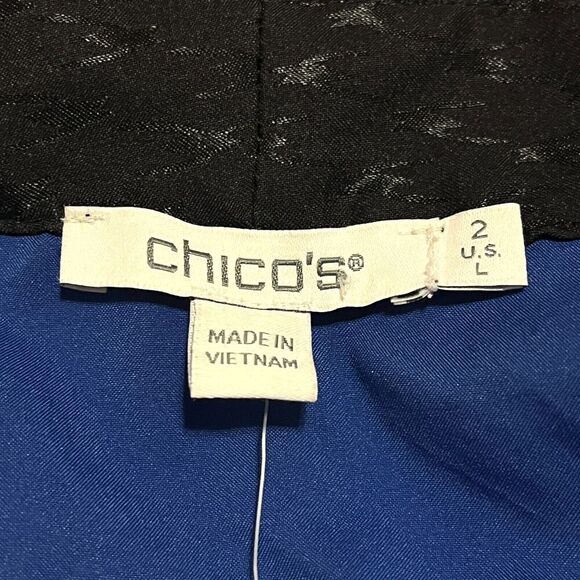 chico's®
2
U.S.
L
MADE IN
VIETNAM